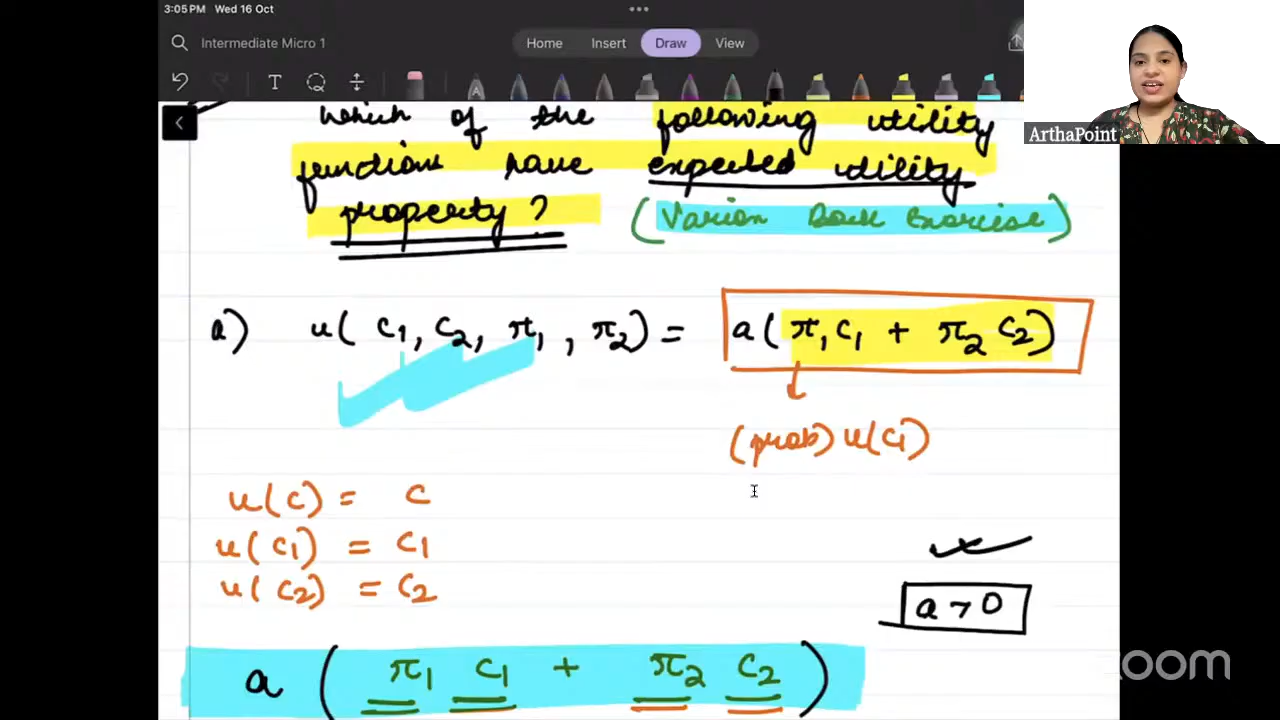 3:05 PM Wed 16 Oct
Intermediate Micro 1
Home Insert Draw View
which of the following utility
functions have expected utility
property? (Varian Book Exercise)
ArthaPoint
a) u( c1, c2, π1, π2) = a( π1 c1 + π2 c2)
(prob) u(c1)
u(c) = c
u(c1) = c1
u(c2) = c2
a > 0
a ( π1 c1 + π2 c2 )
zoom